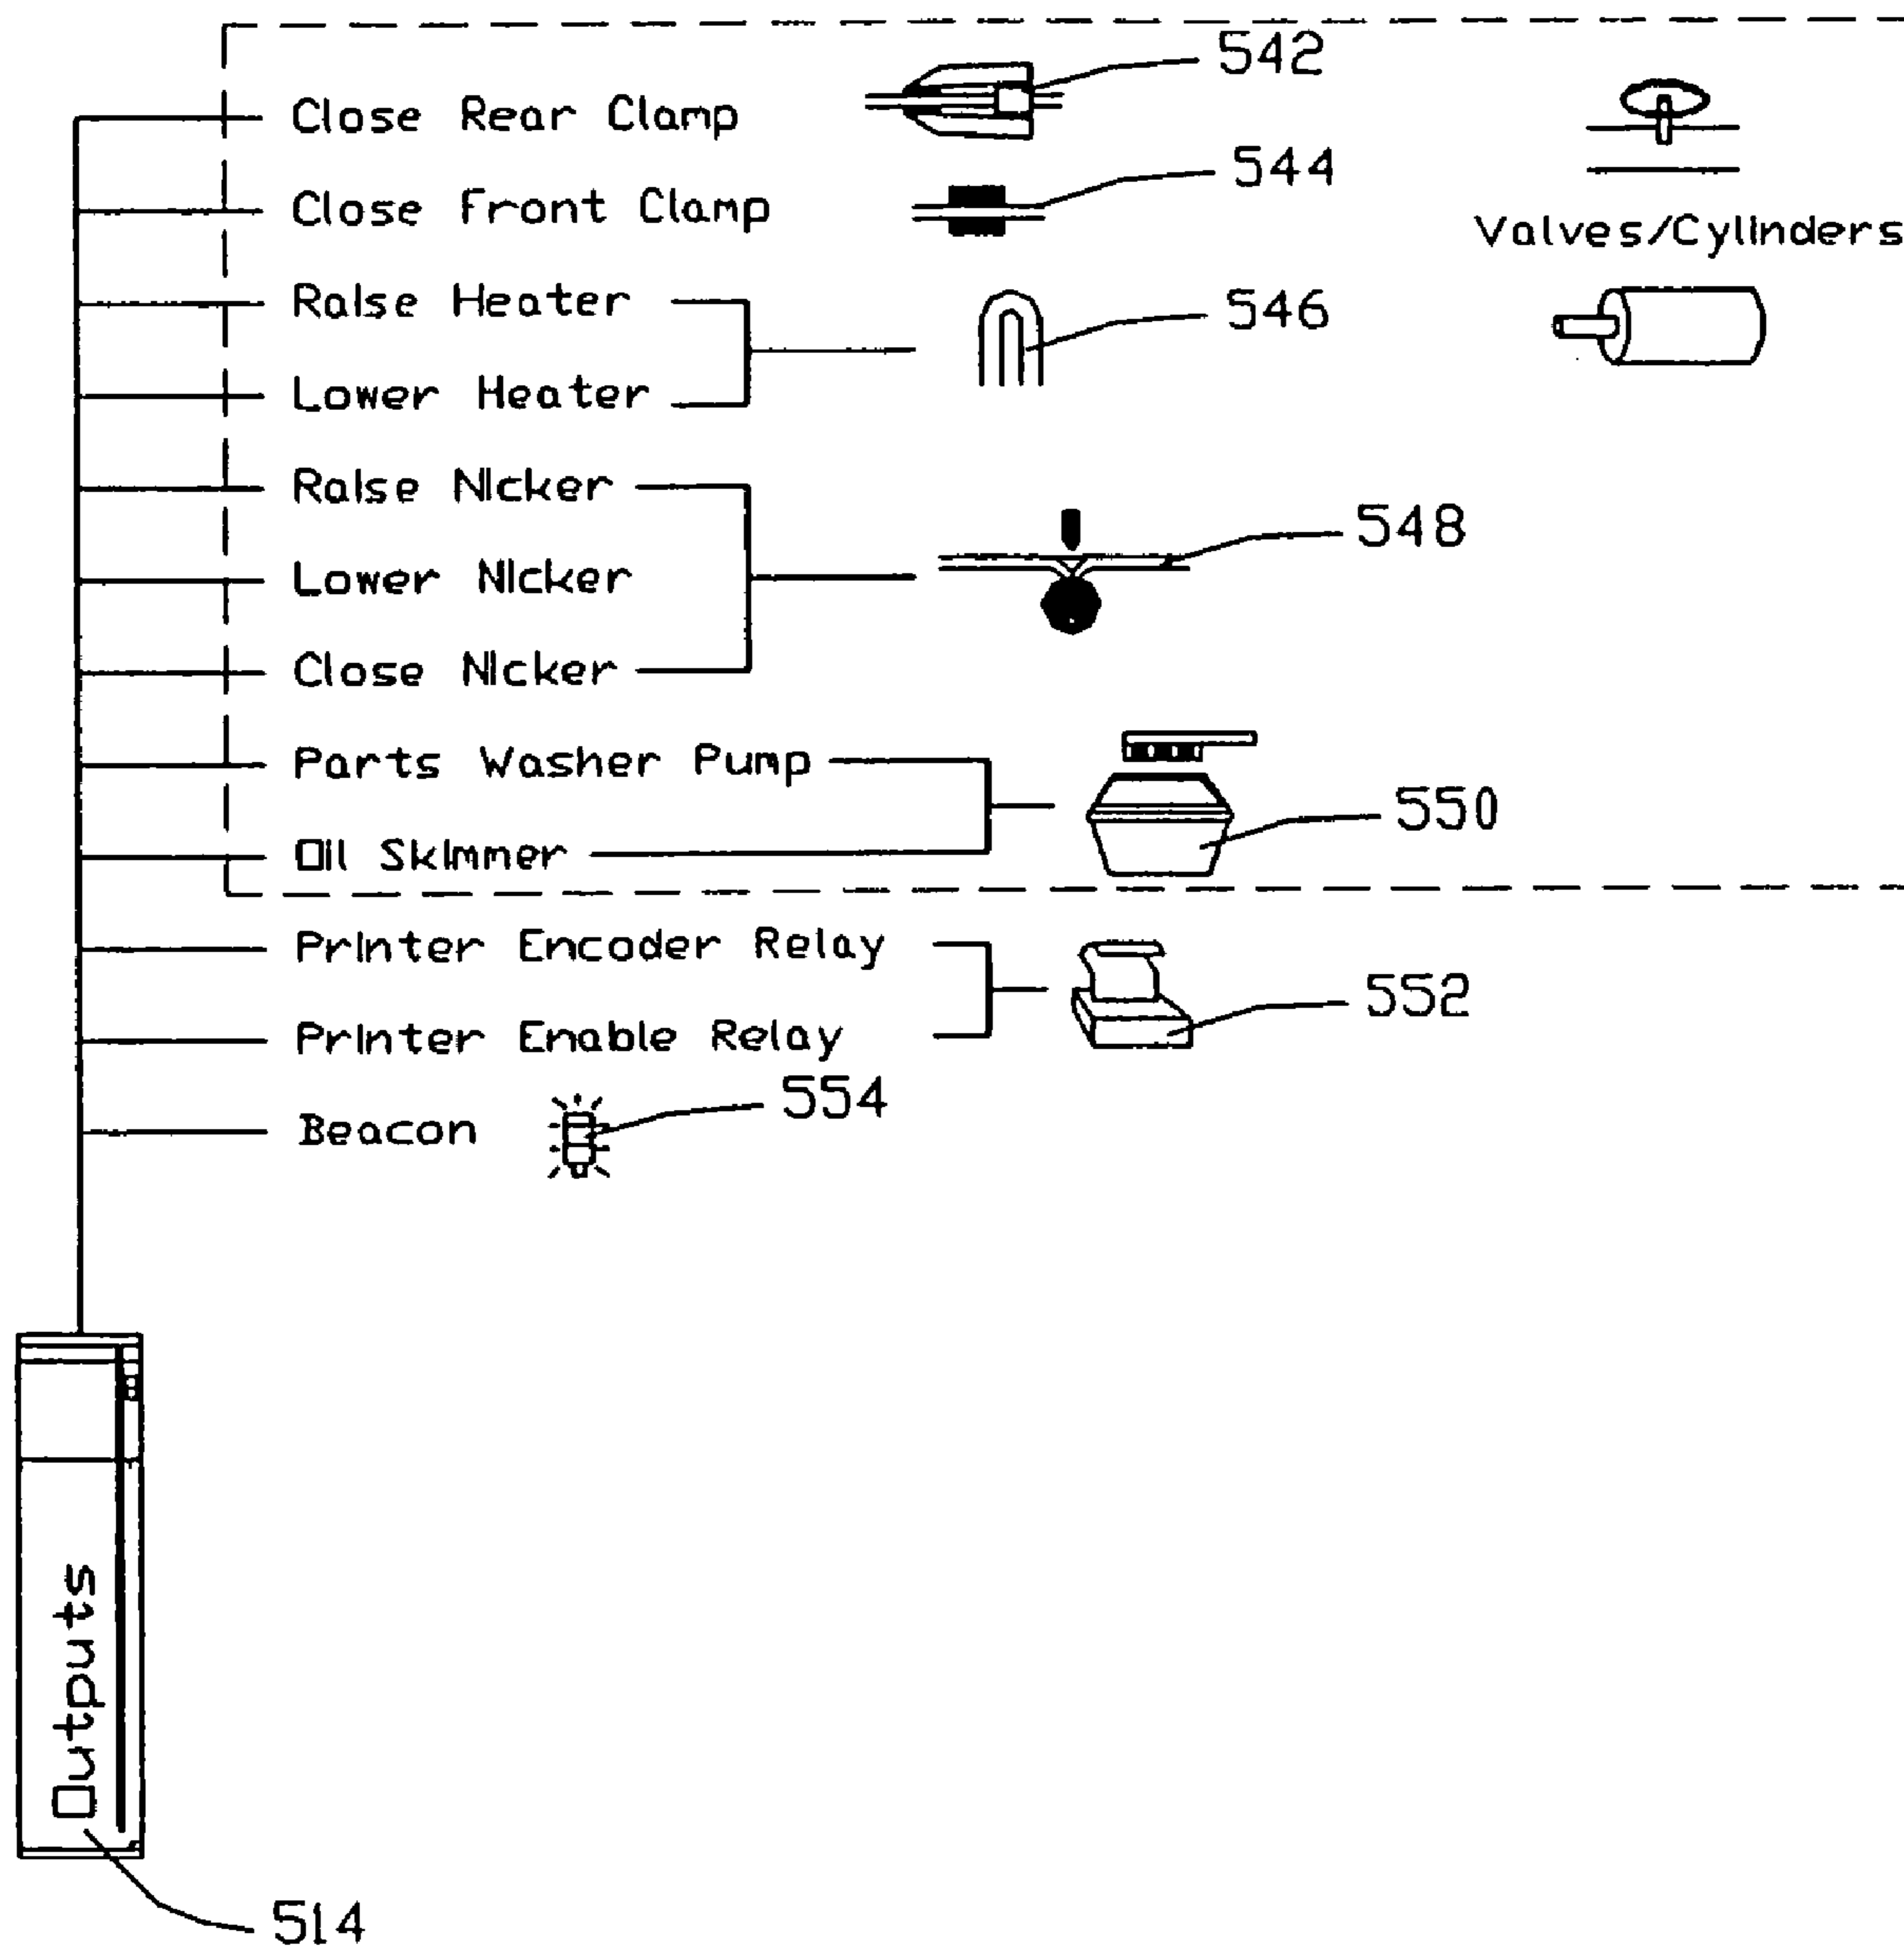 542
Close Rear Clamp
544
Close Front Clamp
Valves/Cylinders
Raise Heater
546
Lower Heater
Raise Nicker
548
Lower Nicker
Close Nicker
Parts Washer Pump
550
Oil Skimmer
Printer Encoder Relay
552
Printer Enable Relay
554
Beacon
Outputs
514